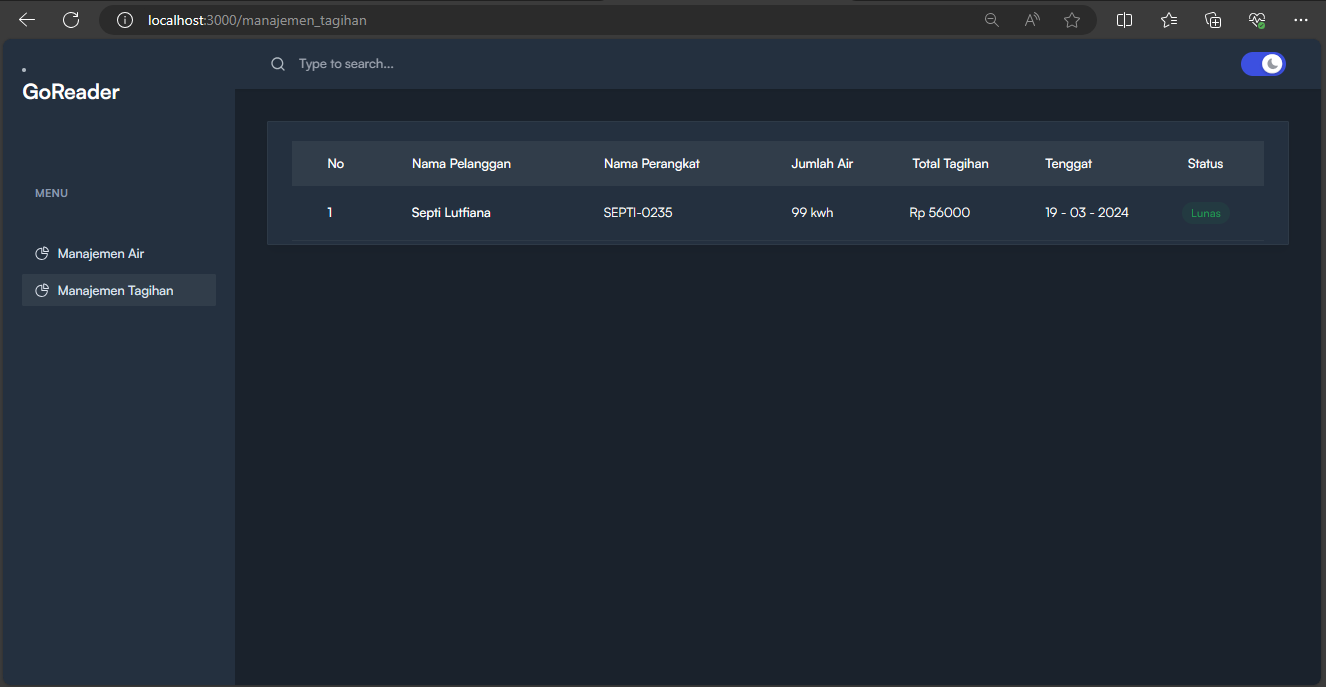 localhost:3000/manajemen_tagihan
GoReader
Type to search...
MENU
Manajemen Air
Manajemen Tagihan
No Nama Pelanggan Nama Perangkat Jumlah Air Total Tagihan Tenggat Status
1 Septi Lutfiana SEPTI-0235 99 kwh Rp 56000 19 - 03 - 2024 Lunas